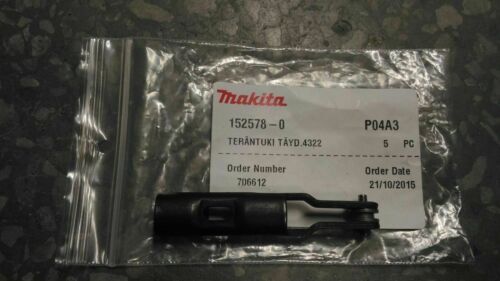 makita
152578-0 P04A3
TERÄNTUKI TÄYD.4322 5 PC
Order Number Order Date
706612 21/10/2015